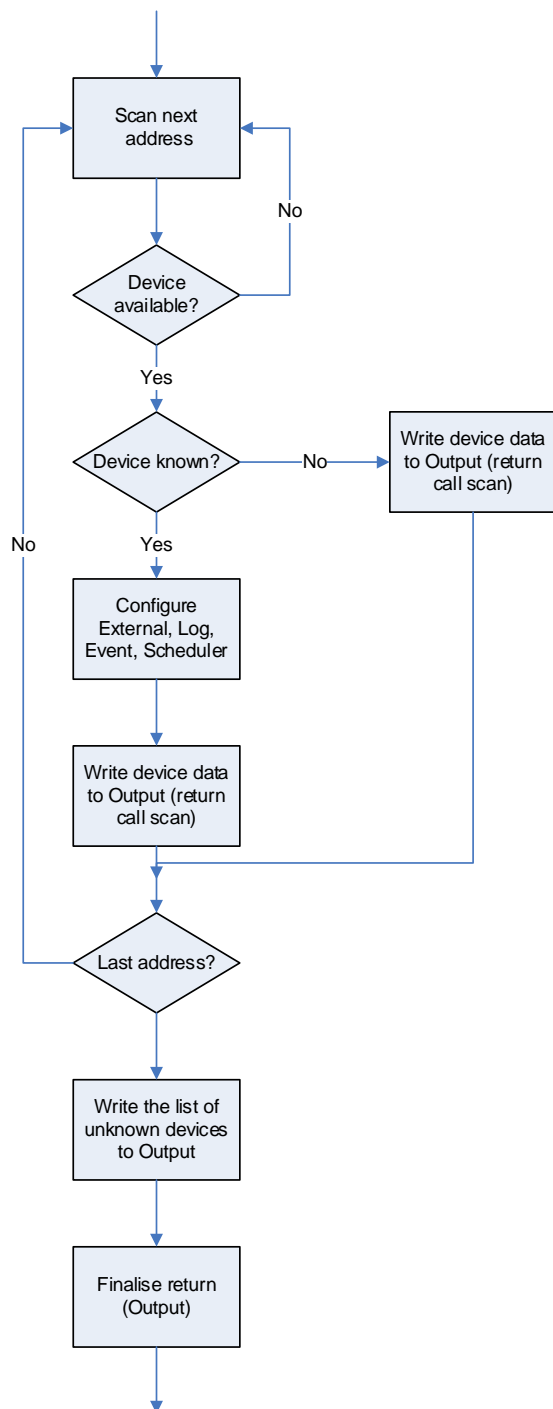 Scan next
address
No
Device
available?
Yes
Device known?
No
Write device data
to Output (return
call scan)
No
Yes
Configure
External, Log,
Event, Scheduler
Write device data
to Output (return
call scan)
Last address?
Write the list of
unknown devices
to Output
Finalise return
(Output)